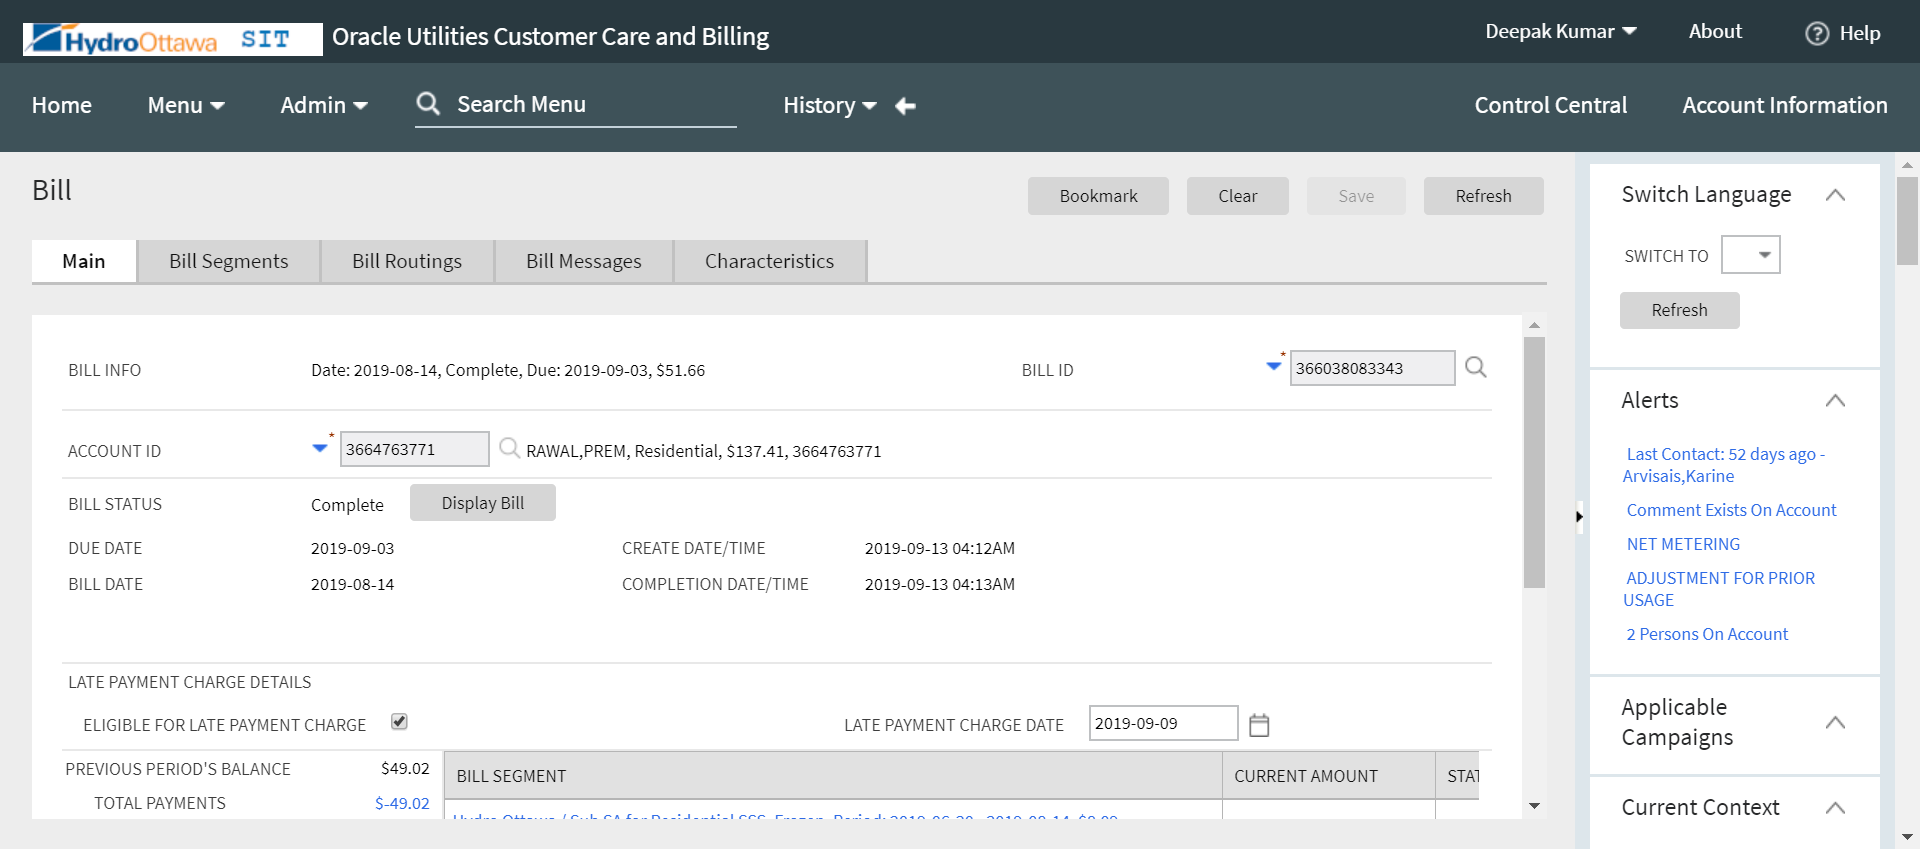 HydroOttawa SIT Oracle Utilities Customer Care and Billing Deepak Kumar About ? Help
Home Menu Admin Search Menu History Control Central Account Information
Bill
Bookmark Clear Save Refresh
Main Bill Segments Bill Routings Bill Messages Characteristics
BILL INFO Date: 2019-08-14, Complete, Due: 2019-09-03, $51.66 BILL ID * 366038083343
ACCOUNT ID * 3664763771 RAWAL,PREM, Residential, $137.41, 3664763771
BILL STATUS Complete Display Bill
DUE DATE 2019-09-03 CREATE DATE/TIME 2019-09-13 04:12AM
BILL DATE 2019-08-14 COMPLETION DATE/TIME 2019-09-13 04:13AM
LATE PAYMENT CHARGE DETAILS
ELIGIBLE FOR LATE PAYMENT CHARGE LATE PAYMENT CHARGE DATE 2019-09-09
PREVIOUS PERIOD'S BALANCE $49.02 BILL SEGMENT CURRENT AMOUNT STAT
TOTAL PAYMENTS $-49.02
Switch Language
SWITCH TO
Refresh
Alerts
Last Contact: 52 days ago -
Arvisais,Karine
Comment Exists On Account
NET METERING
ADJUSTMENT FOR PRIOR
USAGE
2 Persons On Account
Applicable
Campaigns
Current Context